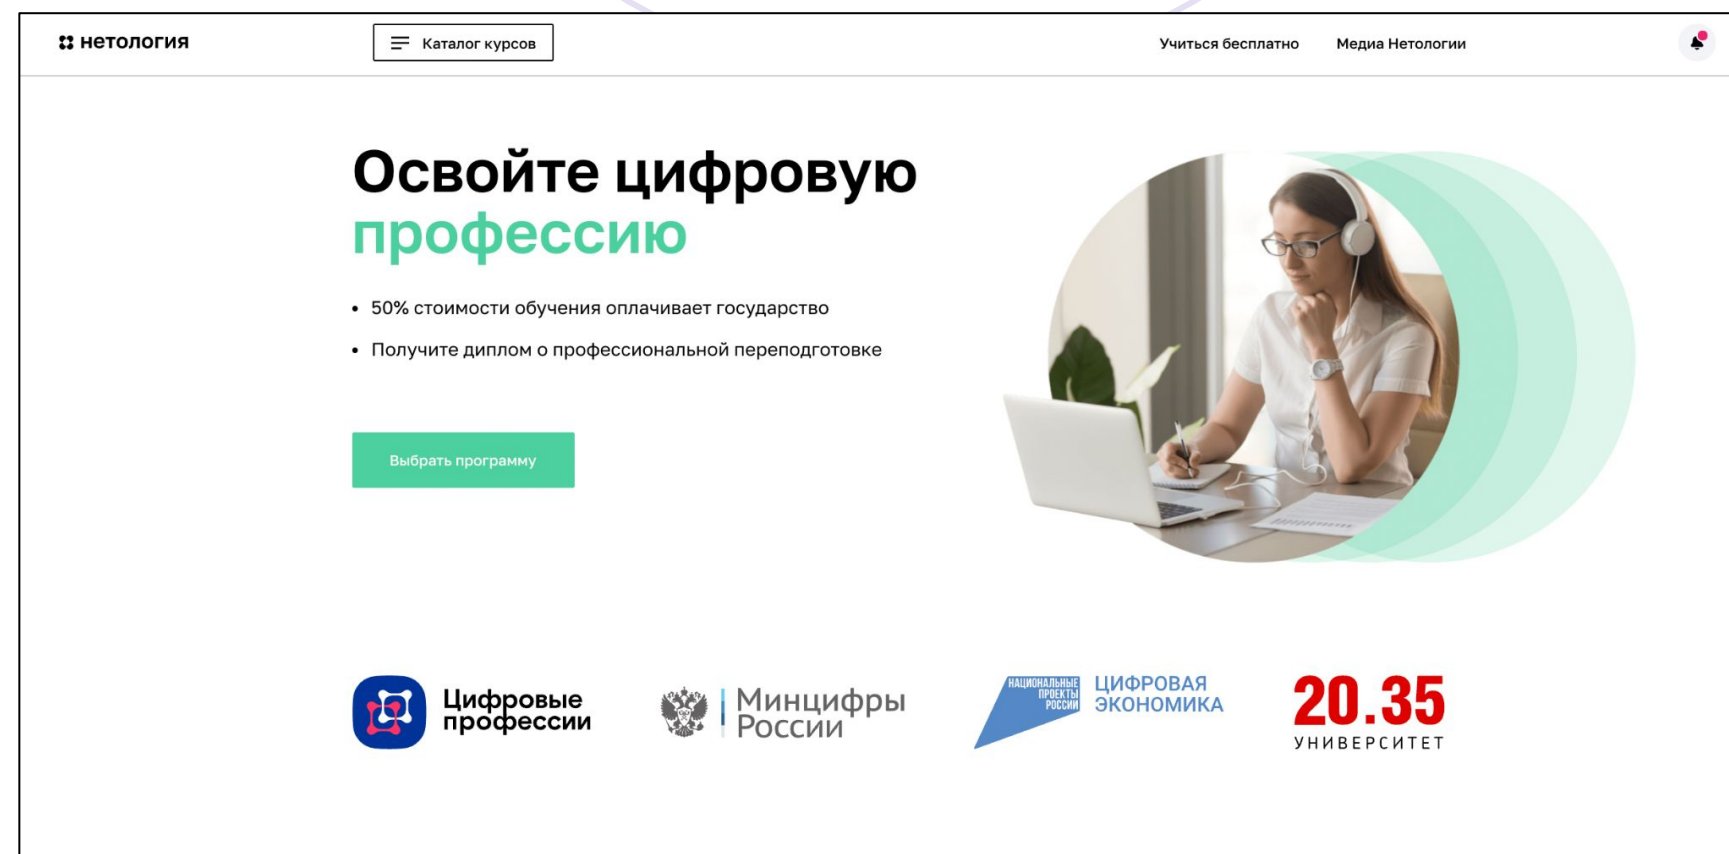 нетология
Каталог курсов
Учиться бесплатно
Медиа Нетологии
Освойте цифровую
профессию
• 50% стоимости обучения оплачивает государство
• Получите диплом о профессиональной переподготовке
Выбрать программу
Цифровые
профессии
Минцифры
России
НАЦИОНАЛЬНЫЕ
ПРОЕКТЫ
РОССИИ
ЦИФРОВАЯ
ЭКОНОМИКА
20.35
УНИВЕРСИТЕТ